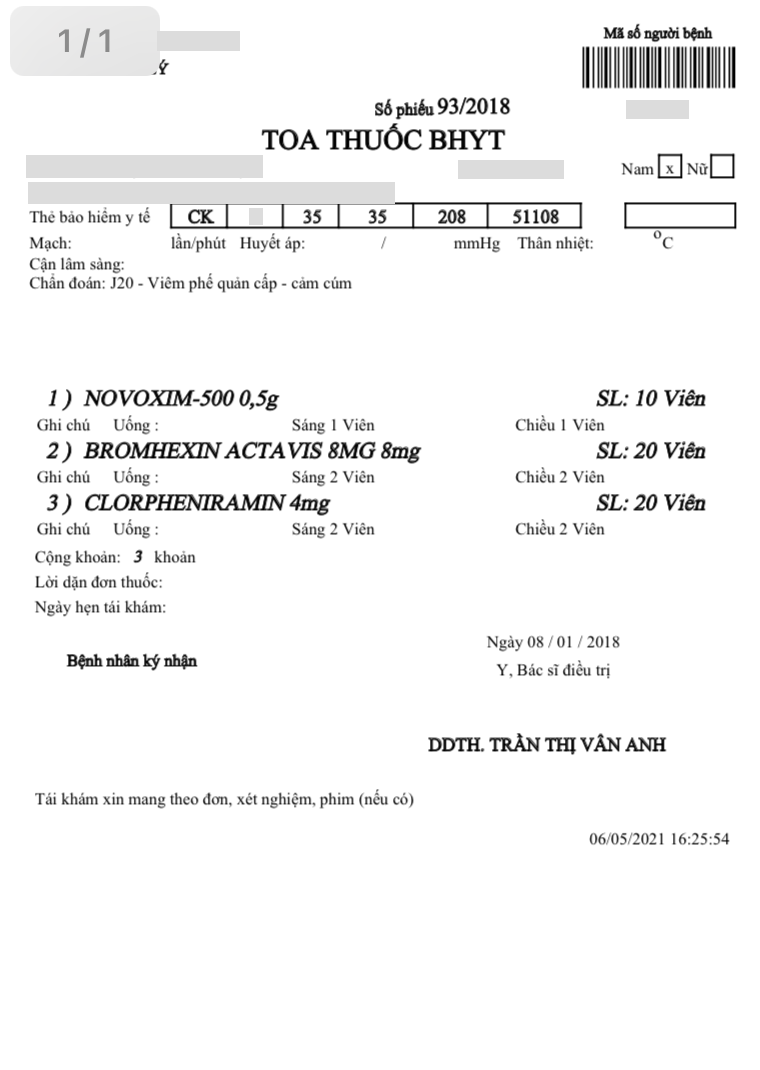 1/1
Mã số người bệnh
Số phiếu 93/2018
TOA THUỐC BHYT
Nam x Nữ
Thẻ bảo hiểm y tế CK 35 35 208 51108
Mạch: lần/phút Huyết áp: / mmHg Thân nhiệt: ⁰C
Cận lâm sàng:
Chẩn đoán: J20 - Viêm phế quản cấp - cảm cúm
1 ) NOVOXIM-500 0,5g SL: 10 Viên
Ghi chú Uống : Sáng 1 Viên Chiều 1 Viên
2 ) BROMHEXIN ACTAVIS 8MG 8mg SL: 20 Viên
Ghi chú Uống : Sáng 2 Viên Chiều 2 Viên
3 ) CLORPHENIRAMIN 4mg SL: 20 Viên
Ghi chú Uống : Sáng 2 Viên Chiều 2 Viên
Cộng khoản: 3 khoản
Lời dặn đơn thuốc:
Ngày hẹn tái khám:
Ngày 08 / 01 / 2018
Bệnh nhân ký nhận
Y, Bác sĩ điều trị
DDTH. TRẦN THỊ VÂN ANH
Tái khám xin mang theo đơn, xét nghiệm, phim (nếu có)
06/05/2021 16:25:54